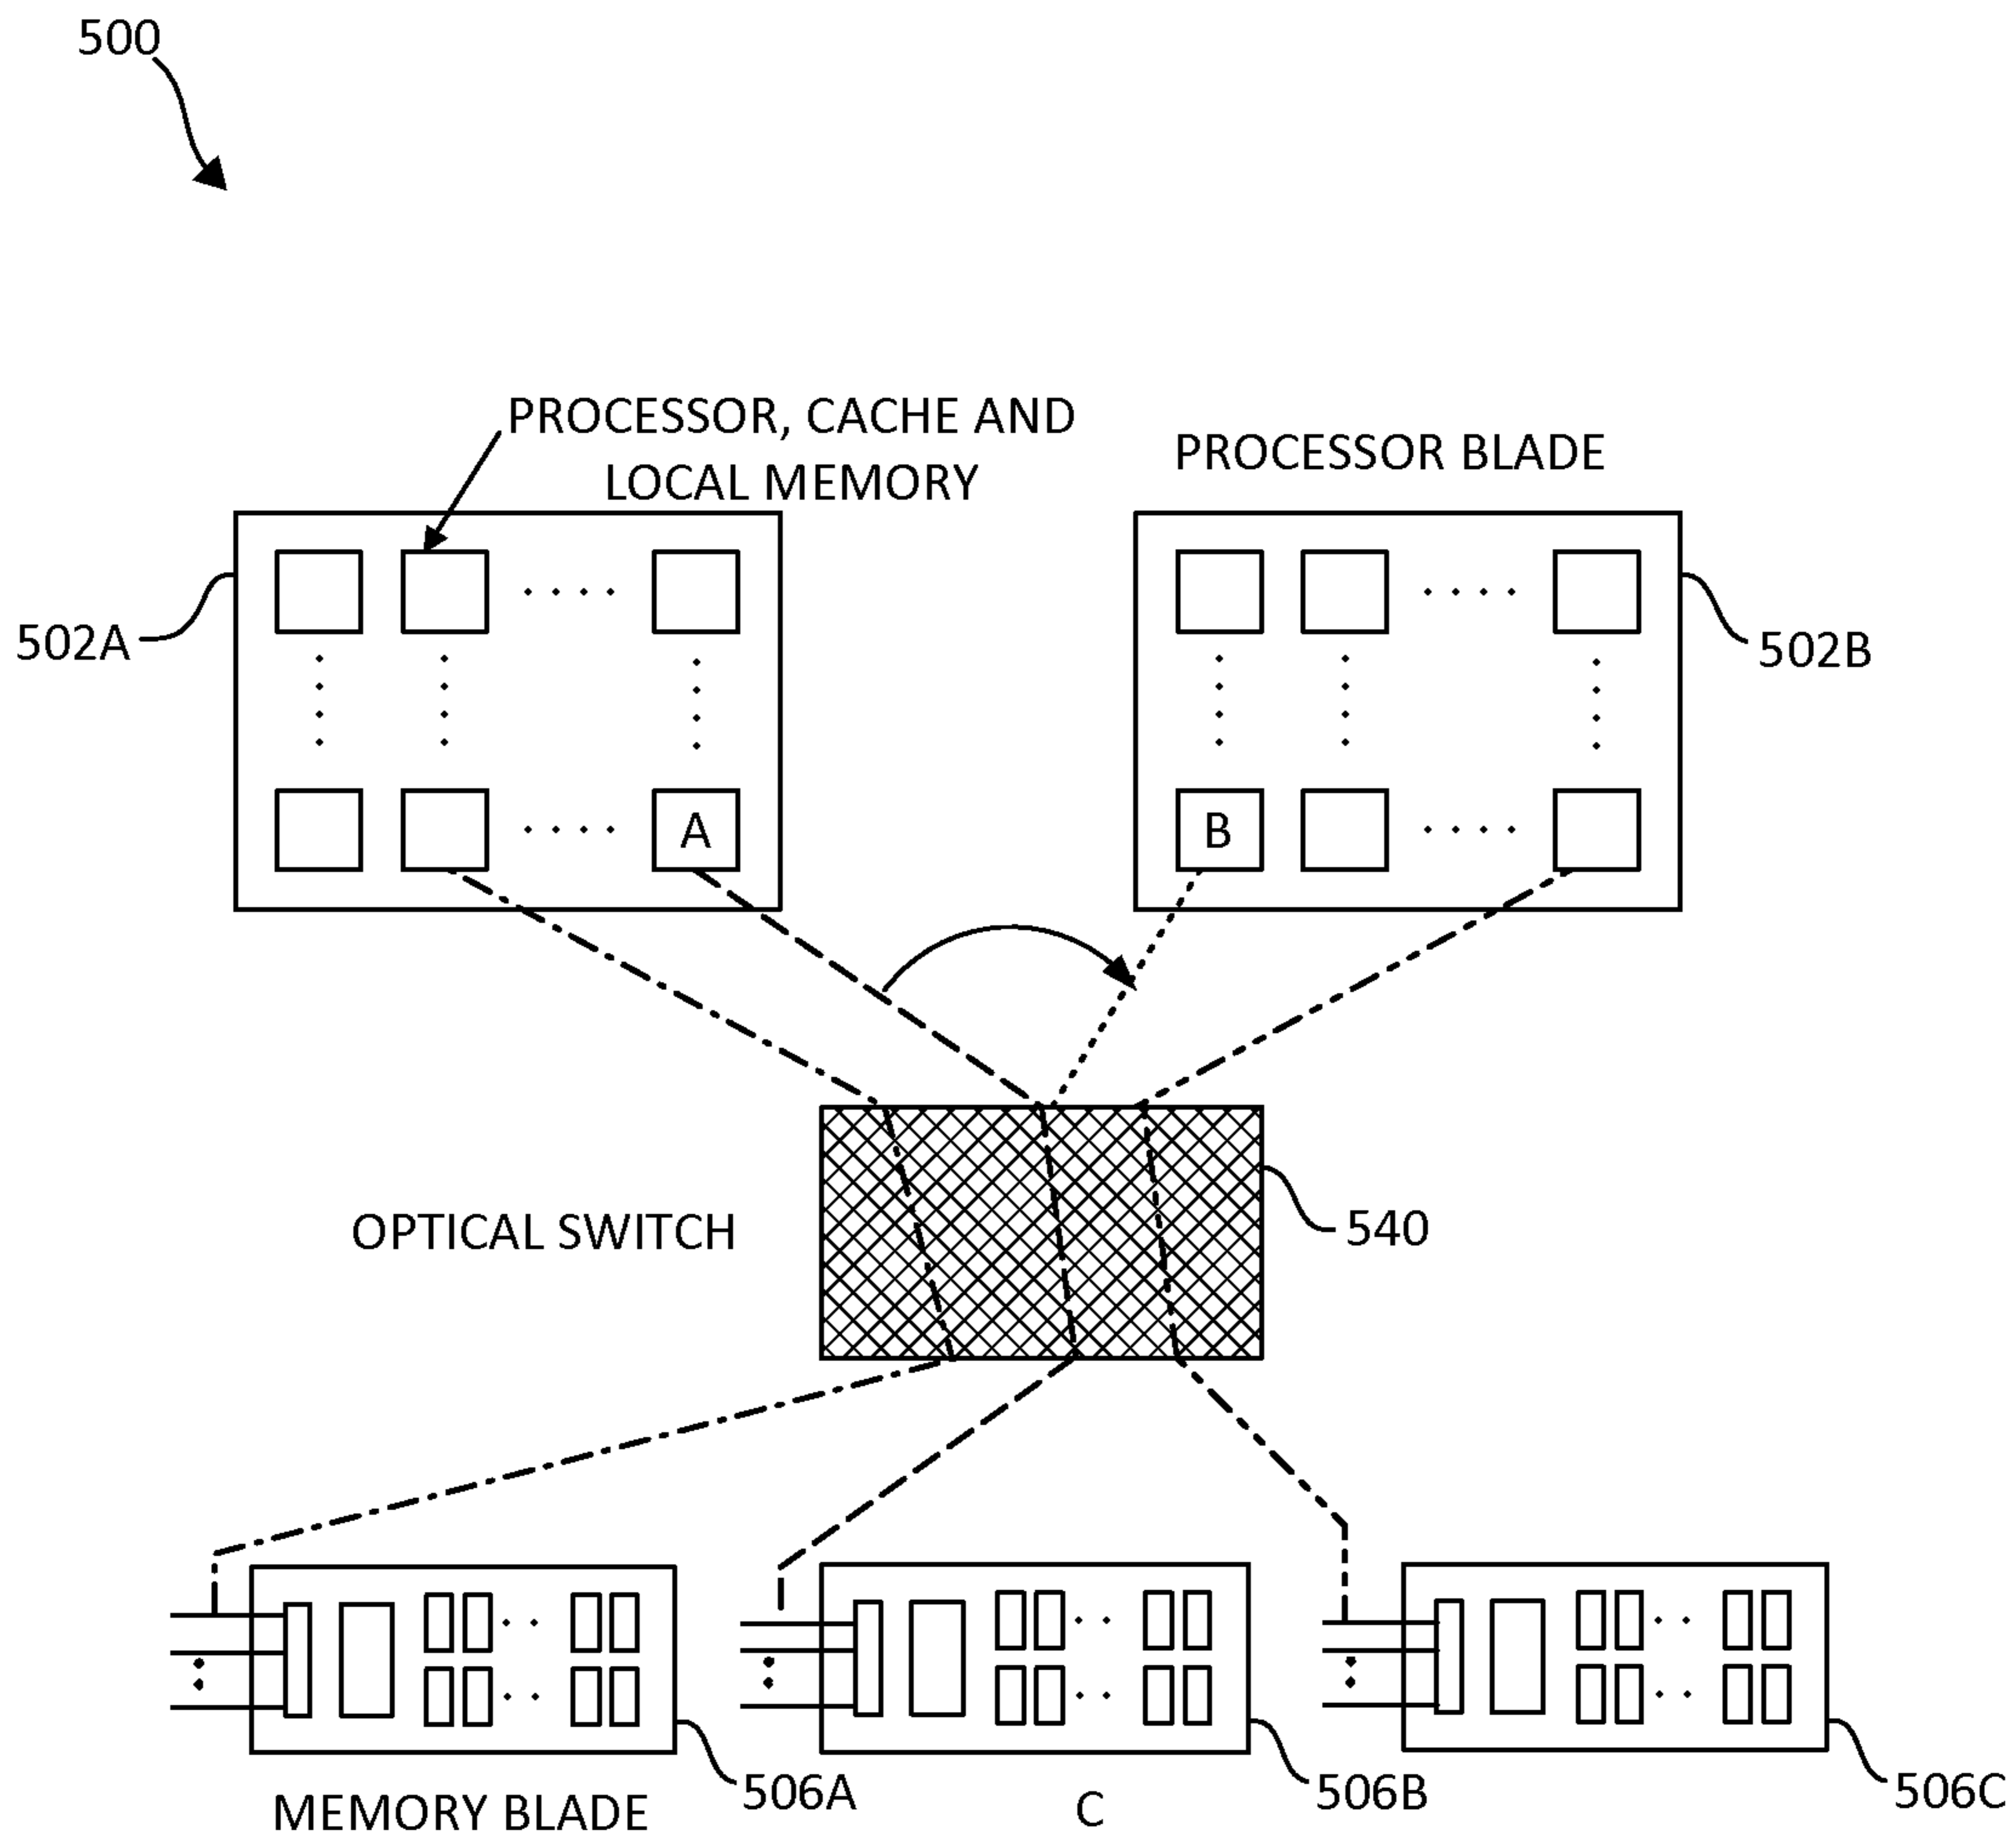 500
PROCESSOR, CACHE AND
LOCAL MEMORY
PROCESSOR BLADE
502A
502B
A
B
OPTICAL SWITCH
540
506A
506B
506C
MEMORY BLADE
C